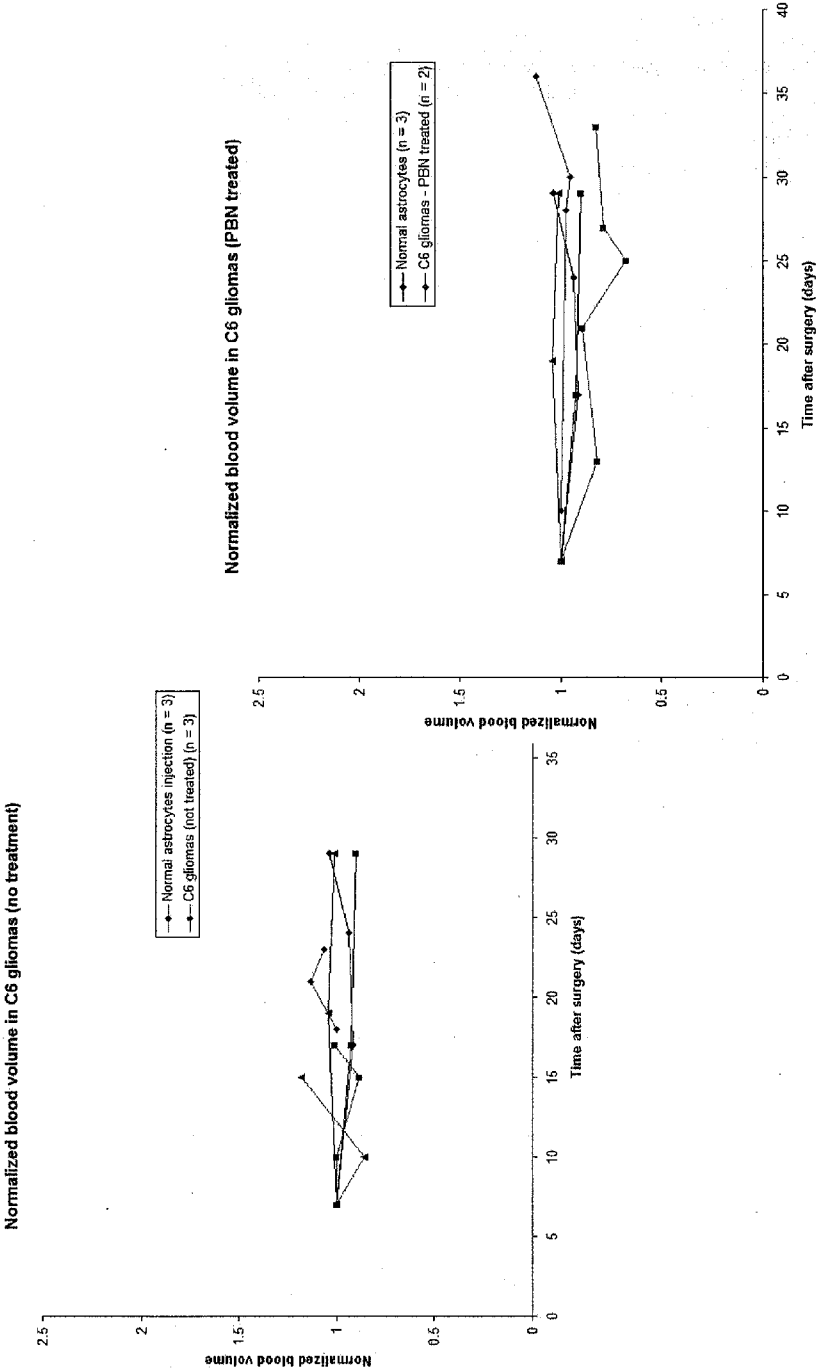 Normalized blood volume in C6 gliomas (no treatment)
Normal astrocytes injection (n = 3)
C6 gliomas (not treated) (n = 3)
2.5
2
1.5
1
0.5
0
Normalized blood volume
0
5
10
15
20
25
30
35
Time after surgery (days)
Normalized blood volume in C6 gliomas (PBN treated)
Normal astrocytes (n = 3)
C6 gliomas - PBN treated (n = 2)
2.5
2
1.5
1
0.5
0
Normalized blood volume
0
5
10
15
20
25
30
35
40
Time after surgery (days)